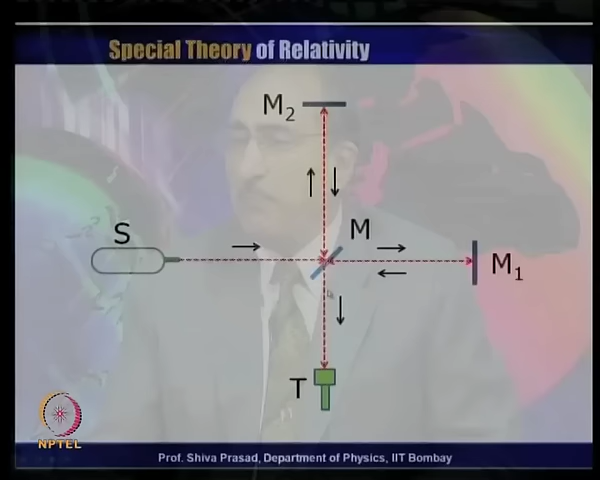 Special Theory of Relativity
M2
S
M
M1
T
NPTEL
Prof. Shiva Prasad, Department of Physics, IIT Bombay